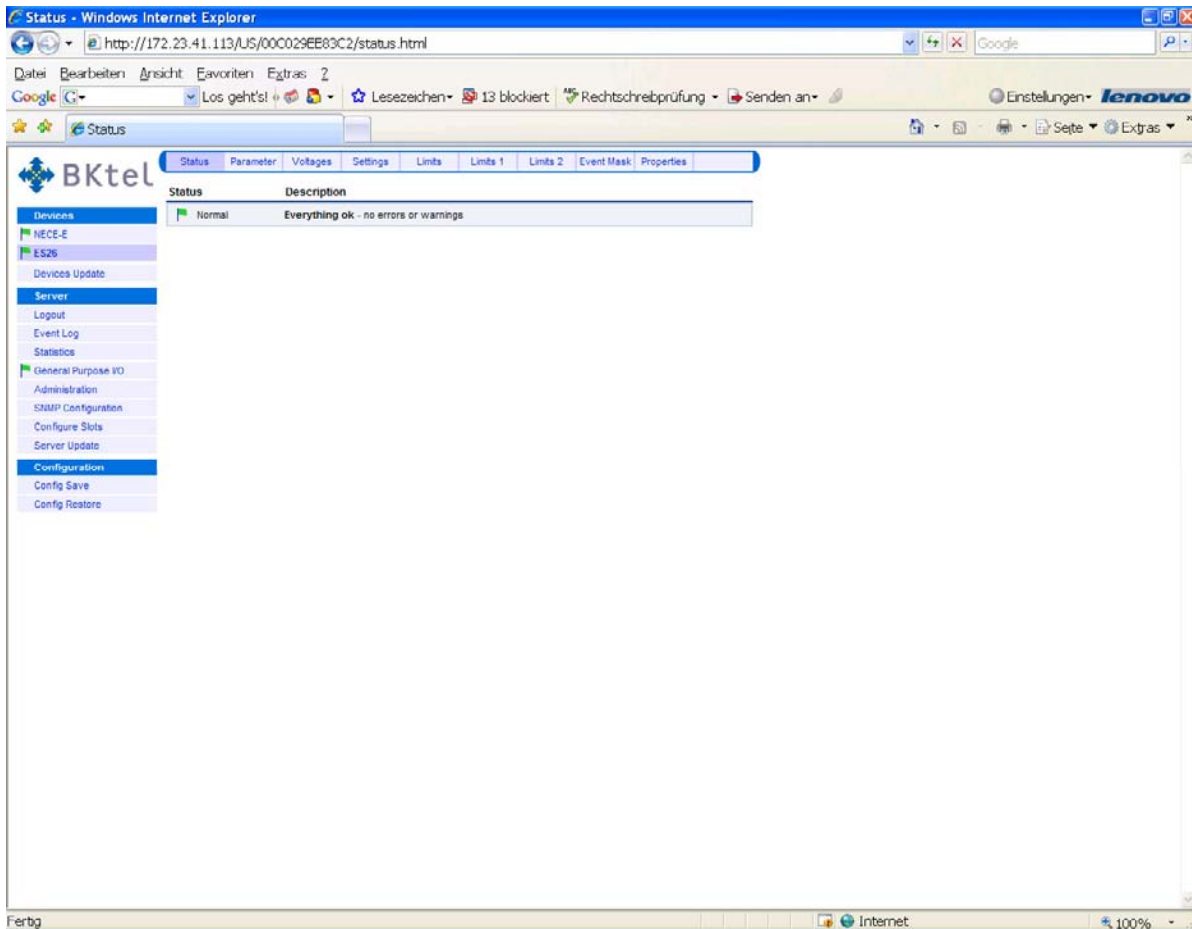 Status - Windows Internet Explorer
http://172.23.41.113/US/00C029EE83C2/status.html
Google
Datei Bearbeiten Ansicht Favoriten Extras ?
Google G Los geht's! Lesezeichen 13 blockiert ABC Rechtschreibprüfung Senden an Einstellungen lenovo
Status Seite Extras »
BKtel
Status Parameter Voltages Settings Limits Limits 1 Limits 2 Event Mask Properties
Status Description
Normal Everything ok - no errors or warnings
Devices
NECE-E
ES26
Devices Update
Server
Logout
Event Log
Statistics
General Purpose I/O
Administration
SNMP Configuration
Configure Slots
Server Update
Configuration
Config Save
Config Restore
Fertig Internet 100%